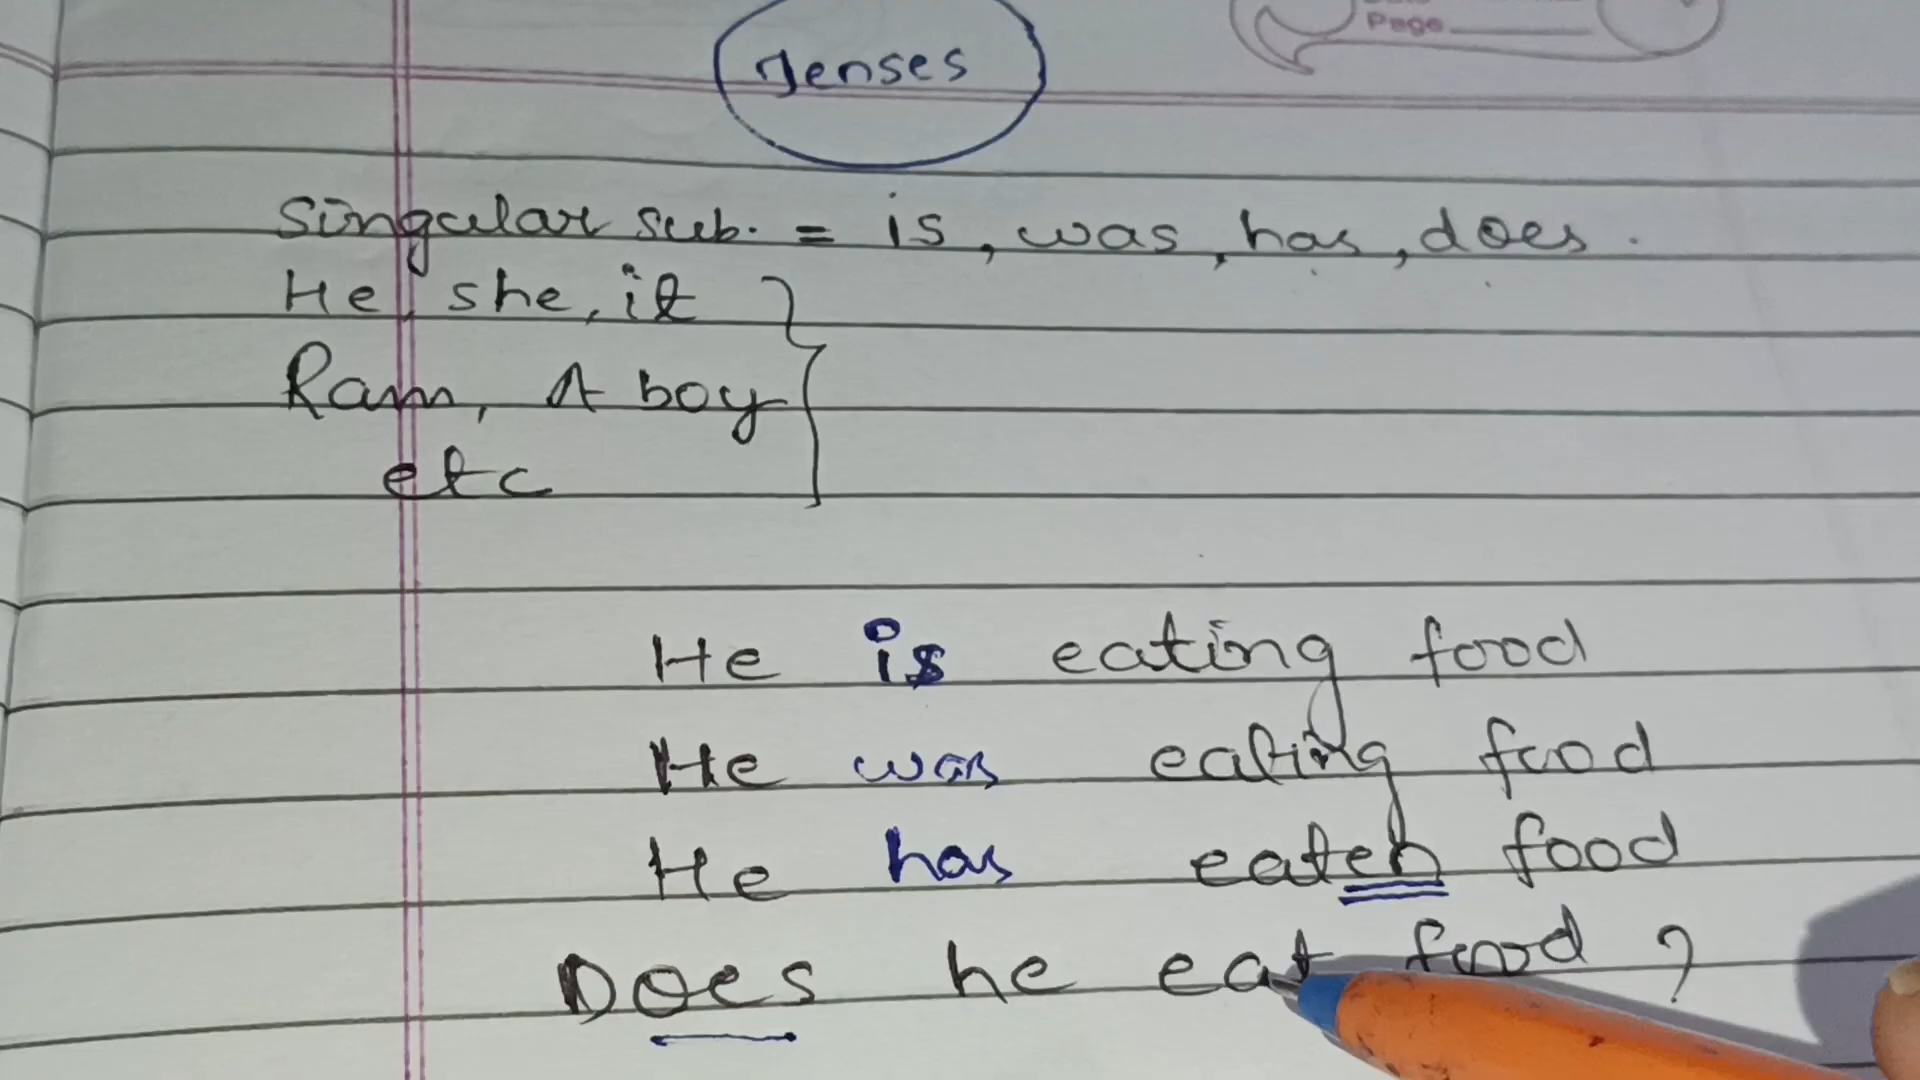 Page
Tenses
Singular sub. = is, was, has, does.
He, she, it
Ram, A boy
etc
He is eating food
He was eating food
He has eaten food
Does he eat food ?